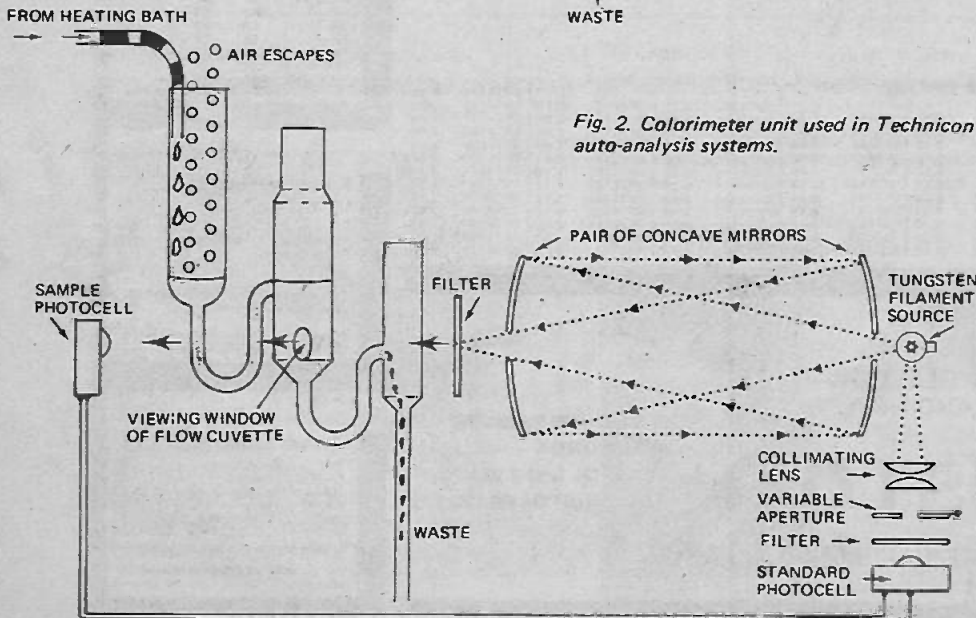 WASTE
FROM HEATING BATH
AIR ESCAPES
Fig. 2. Colorimeter unit used in Technicon
auto-analysis systems.
PAIR OF CONCAVE MIRRORS
SAMPLE
PHOTOCELL
FILTER
TUNGSTEN
FILAMENT
SOURCE
VIEWING WINDOW
OF FLOW CUVETTE
COLLIMATING
LENS
VARIABLE
APERTURE
FILTER
WASTE
STANDARD
PHOTOCELL